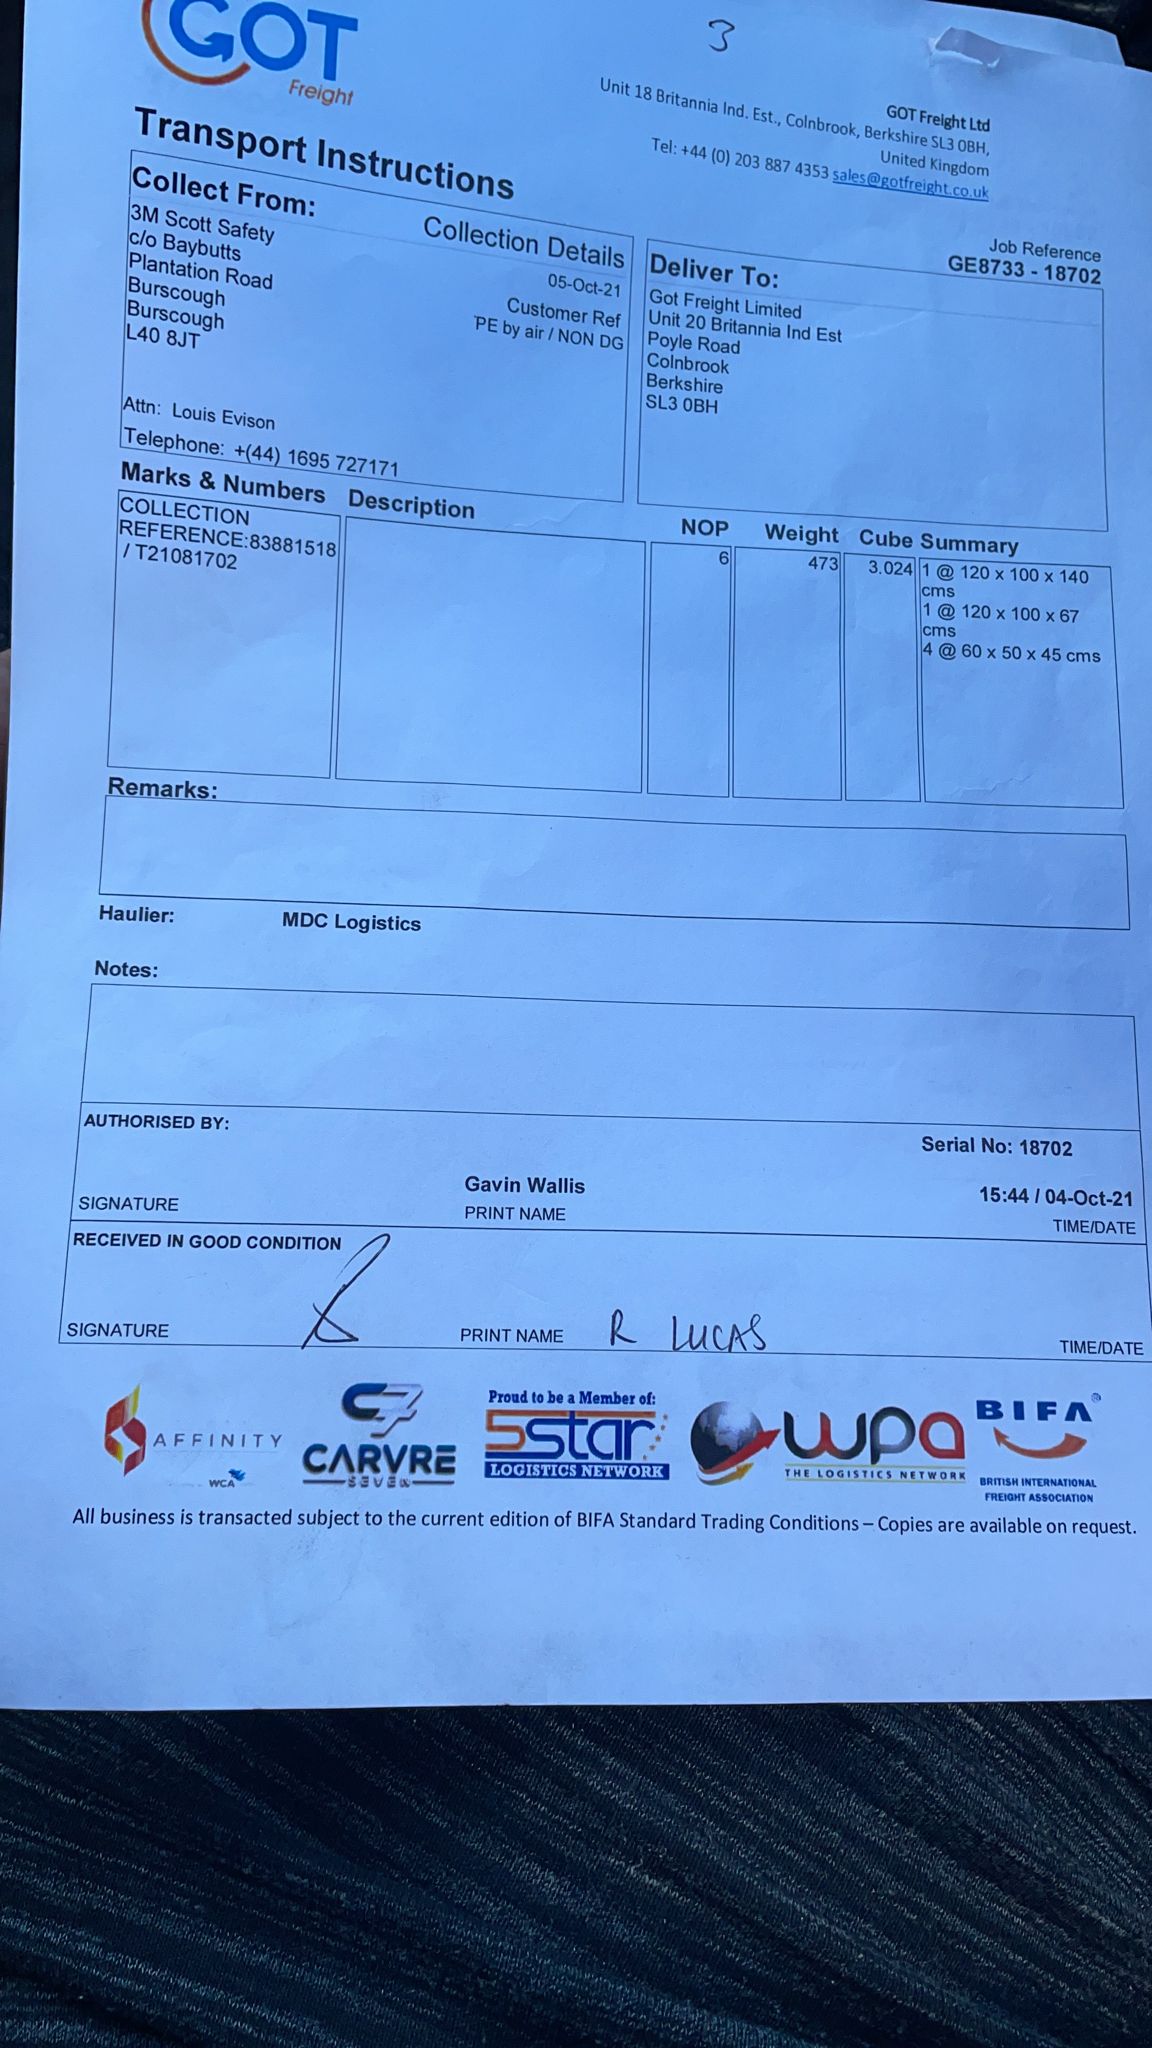 3
GOT
Freight
GOT Freight Ltd
Unit 18 Britannia Ind. Est., Colnbrook, Berkshire SL3 0BH,
United Kingdom
Tel: +44 (0) 203 887 4353 sales@gotfreight.co.uk
Transport Instructions
Job Reference
GE8733 - 18702
Collect From:
Collection Details
3M Scott Safety
c/o Baybutts
Plantation Road
Burscough
Burscough
L40 8JT
05-Oct-21
Customer Ref
PE by air / NON DG
Attn: Louis Evison
Telephone: +(44) 1695 727171
Deliver To:
Got Freight Limited
Unit 20 Britannia Ind Est
Poyle Road
Colnbrook
Berkshire
SL3 0BH
Marks & Numbers Description NOP Weight Cube Summary
COLLECTION
REFERENCE:83881518
/ T21081702
6 473 3.024 1 @ 120 x 100 x 140
cms
1 @ 120 x 100 x 67
cms
4 @ 60 x 50 x 45 cms
Remarks:
Haulier: MDC Logistics
Notes:
AUTHORISED BY:
Serial No: 18702
Gavin Wallis 15:44 / 04-Oct-21
SIGNATURE PRINT NAME TIME/DATE
RECEIVED IN GOOD CONDITION
SIGNATURE PRINT NAME R LUCAS TIME/DATE
AFFINITY
WCA
C7
CARVRE
SEVEN
Proud to be a Member of:
5star
LOGISTICS NETWORK
wpa
THE LOGISTICS NETWORK
BIFA®
BRITISH INTERNATIONAL
FREIGHT ASSOCIATION
All business is transacted subject to the current edition of BIFA Standard Trading Conditions – Copies are available on request.